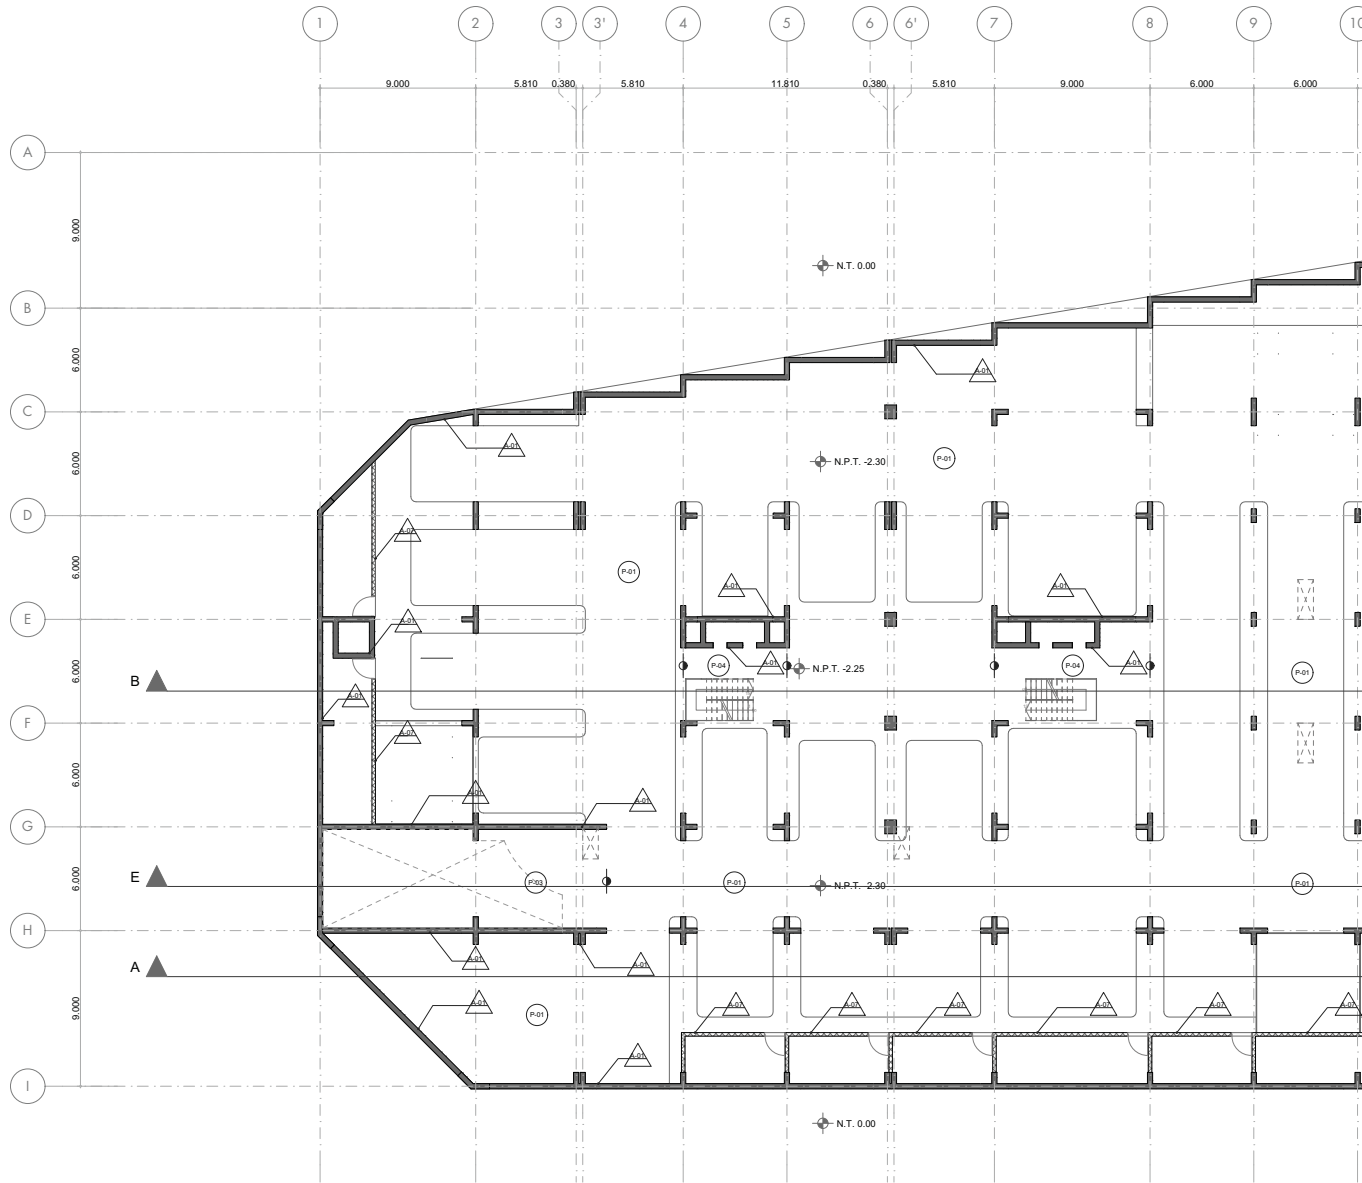 1 2 3 3' 4 5 6 6' 7 8 9 10
9.000 5.810 0.380 5.810 11.810 0.380 5.810 9.000 6.000 6.000
A
9.000
N.T. 0.00
B
6.000
A-01
C
A-01
6.000
N.P.T. -2.30
P-01
D
A-07
6.000
P-01
A-01
A-01
E
A-01
P-04
A-01
N.P.T. -2.25
P-04
A-01
P-01
6.000
B
A-01
F
A-07
6.000
A-01
A-01
G
E
6.000
P-03
P-01
N.P.T. -2.30
P-01
H
A-01
A-01
A
A-01
9.000
P-01
A-07
A-07
A-07
A-07
A-07
A-07
A-01
I
N.T. 0.00